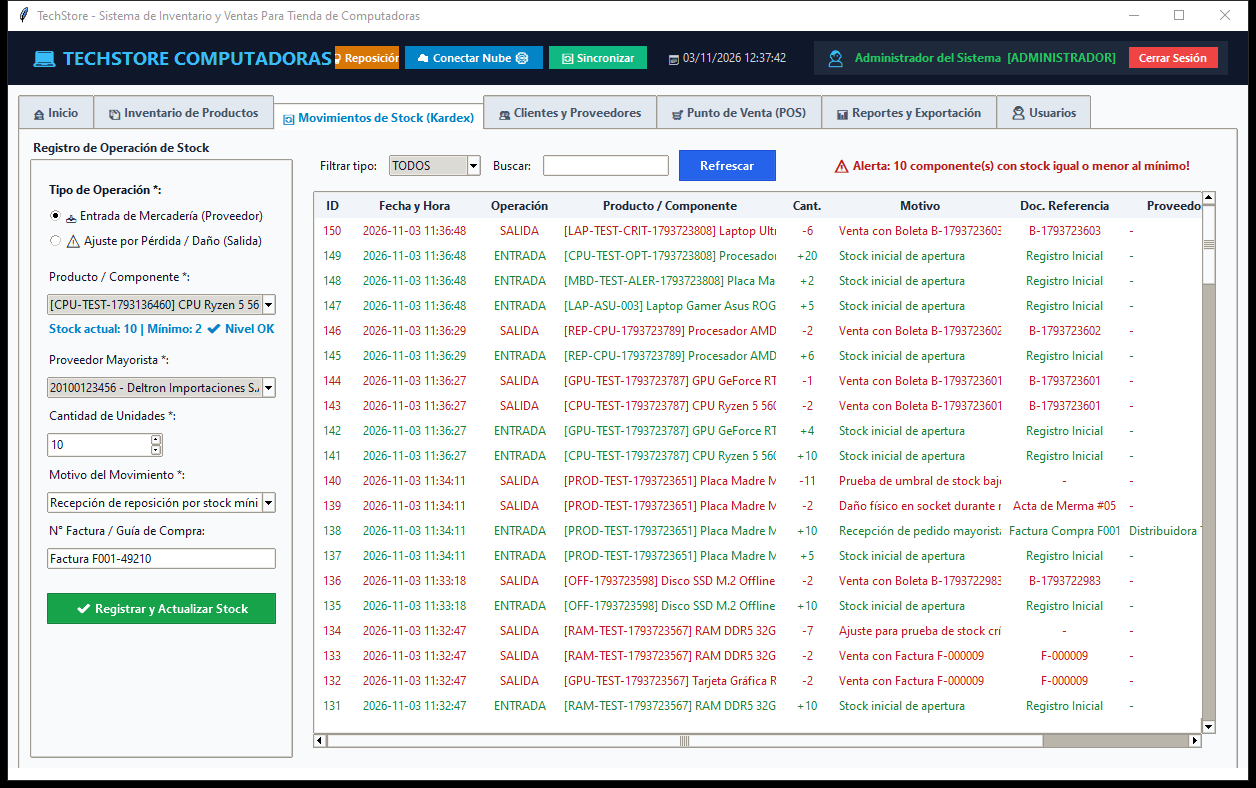 TechStore - Sistema de Inventario y Ventas Para Tienda de Computadoras
TECHSTORE COMPUTADORAS
Reposición
Conectar Nube
Sincronizar
03/11/2026 12:37:42
Administrador del Sistema [ADMINISTRADOR]
Cerrar Sesión
Inicio
Inventario de Productos
Movimientos de Stock (Kardex)
Clientes y Proveedores
Punto de Venta (POS)
Reportes y Exportación
Usuarios
Registro de Operación de Stock
Tipo de Operación *:
Entrada de Mercadería (Proveedor)
Ajuste por Pérdida / Daño (Salida)
Producto / Componente *:
[CPU-TEST-1793136460] CPU Ryzen 5 56
Stock actual: 10 | Mínimo: 2 ✔ Nivel OK
Proveedor Mayorista *:
20100123456 - Deltron Importaciones S.A
Cantidad de Unidades *:
10
Motivo del Movimiento *:
Recepción de reposición por stock míni
N° Factura / Guía de Compra:
Factura F001-49210
✔ Registrar y Actualizar Stock
Filtrar tipo: TODOS Buscar: Refrescar
⚠ Alerta: 10 componente(s) con stock igual o menor al mínimo!
ID Fecha y Hora Operación Producto / Componente Cant. Motivo Doc. Referencia Proveedo
150 2026-11-03 11:36:48 SALIDA [LAP-TEST-CRIT-1793723808] Laptop Ultr -6 Venta con Boleta B-1793723603 B-1793723603 -
149 2026-11-03 11:36:48 ENTRADA [CPU-TEST-OPT-1793723808] Procesador +20 Stock inicial de apertura Registro Inicial -
148 2026-11-03 11:36:48 ENTRADA [MBD-TEST-ALER-1793723808] Placa Ma +2 Stock inicial de apertura Registro Inicial -
147 2026-11-03 11:36:48 ENTRADA [LAP-ASU-003] Laptop Gamer Asus ROG +5 Stock inicial de apertura Registro Inicial -
146 2026-11-03 11:36:29 SALIDA [REP-CPU-1793723789] Procesador AMD -2 Venta con Boleta B-1793723602 B-1793723602 -
145 2026-11-03 11:36:29 ENTRADA [REP-CPU-1793723789] Procesador AMD +6 Stock inicial de apertura Registro Inicial -
144 2026-11-03 11:36:27 SALIDA [GPU-TEST-1793723787] GPU GeForce RT -1 Venta con Boleta B-1793723601 B-1793723601 -
143 2026-11-03 11:36:27 SALIDA [CPU-TEST-1793723787] CPU Ryzen 5 560 -2 Venta con Boleta B-1793723601 B-1793723601 -
142 2026-11-03 11:36:27 ENTRADA [GPU-TEST-1793723787] GPU GeForce RT +4 Stock inicial de apertura Registro Inicial -
141 2026-11-03 11:36:27 ENTRADA [CPU-TEST-1793723787] CPU Ryzen 5 560 +10 Stock inicial de apertura Registro Inicial -
140 2026-11-03 11:34:11 SALIDA [PROD-TEST-1793723651] Placa Madre M -11 Prueba de umbral de stock bajo -
139 2026-11-03 11:34:11 SALIDA [PROD-TEST-1793723651] Placa Madre M -2 Daño físico en socket durante r Acta de Merma #05 -
138 2026-11-03 11:34:11 ENTRADA [PROD-TEST-1793723651] Placa Madre M +10 Recepción de pedido mayorista Factura Compra F001 Distribuidora
137 2026-11-03 11:34:11 ENTRADA [PROD-TEST-1793723651] Placa Madre M +5 Stock inicial de apertura Registro Inicial -
136 2026-11-03 11:33:18 SALIDA [OFF-1793723598] Disco SSD M.2 Offline -2 Venta con Boleta B-1793722983 B-1793722983 -
135 2026-11-03 11:33:18 ENTRADA [OFF-1793723598] Disco SSD M.2 Offline +10 Stock inicial de apertura Registro Inicial -
134 2026-11-03 11:32:47 SALIDA [RAM-TEST-1793723567] RAM DDR5 32G -7 Ajuste para prueba de stock crí -
133 2026-11-03 11:32:47 SALIDA [RAM-TEST-1793723567] RAM DDR5 32G -2 Venta con Factura F-000009 F-000009 -
132 2026-11-03 11:32:47 SALIDA [GPU-TEST-1793723567] Tarjeta Gráfica R -2 Venta con Factura F-000009 F-000009 -
131 2026-11-03 11:32:47 ENTRADA [RAM-TEST-1793723567] RAM DDR5 32G +10 Stock inicial de apertura Registro Inicial -